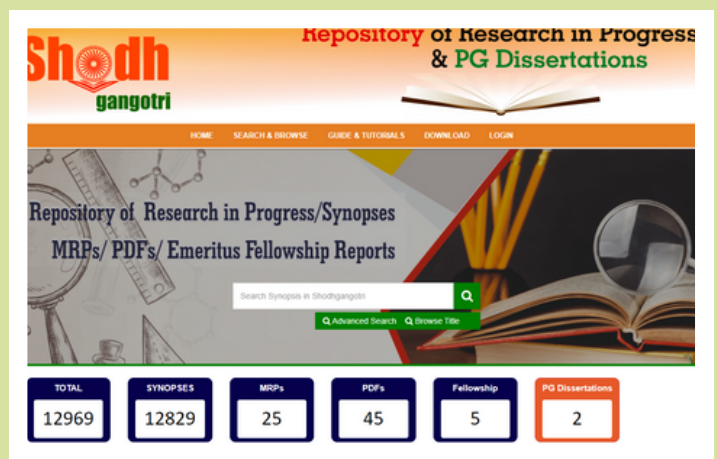 Shodh
gangotri
Repository of Research in Progress
& PG Dissertations
HOME SEARCH & BROWSE GUIDE & TUTORIALS DOWNLOAD LOGIN
Repository of Research in Progress/Synopses
MRPs/ PDFs/ Emeritus Fellowship Reports
Search Synopsis in Shodhgangotri
Advanced Search Browse Title
TOTAL SYNOPSES MRPs PDFs Fellowship PG Dissertations
12969 12829 25 45 5 2